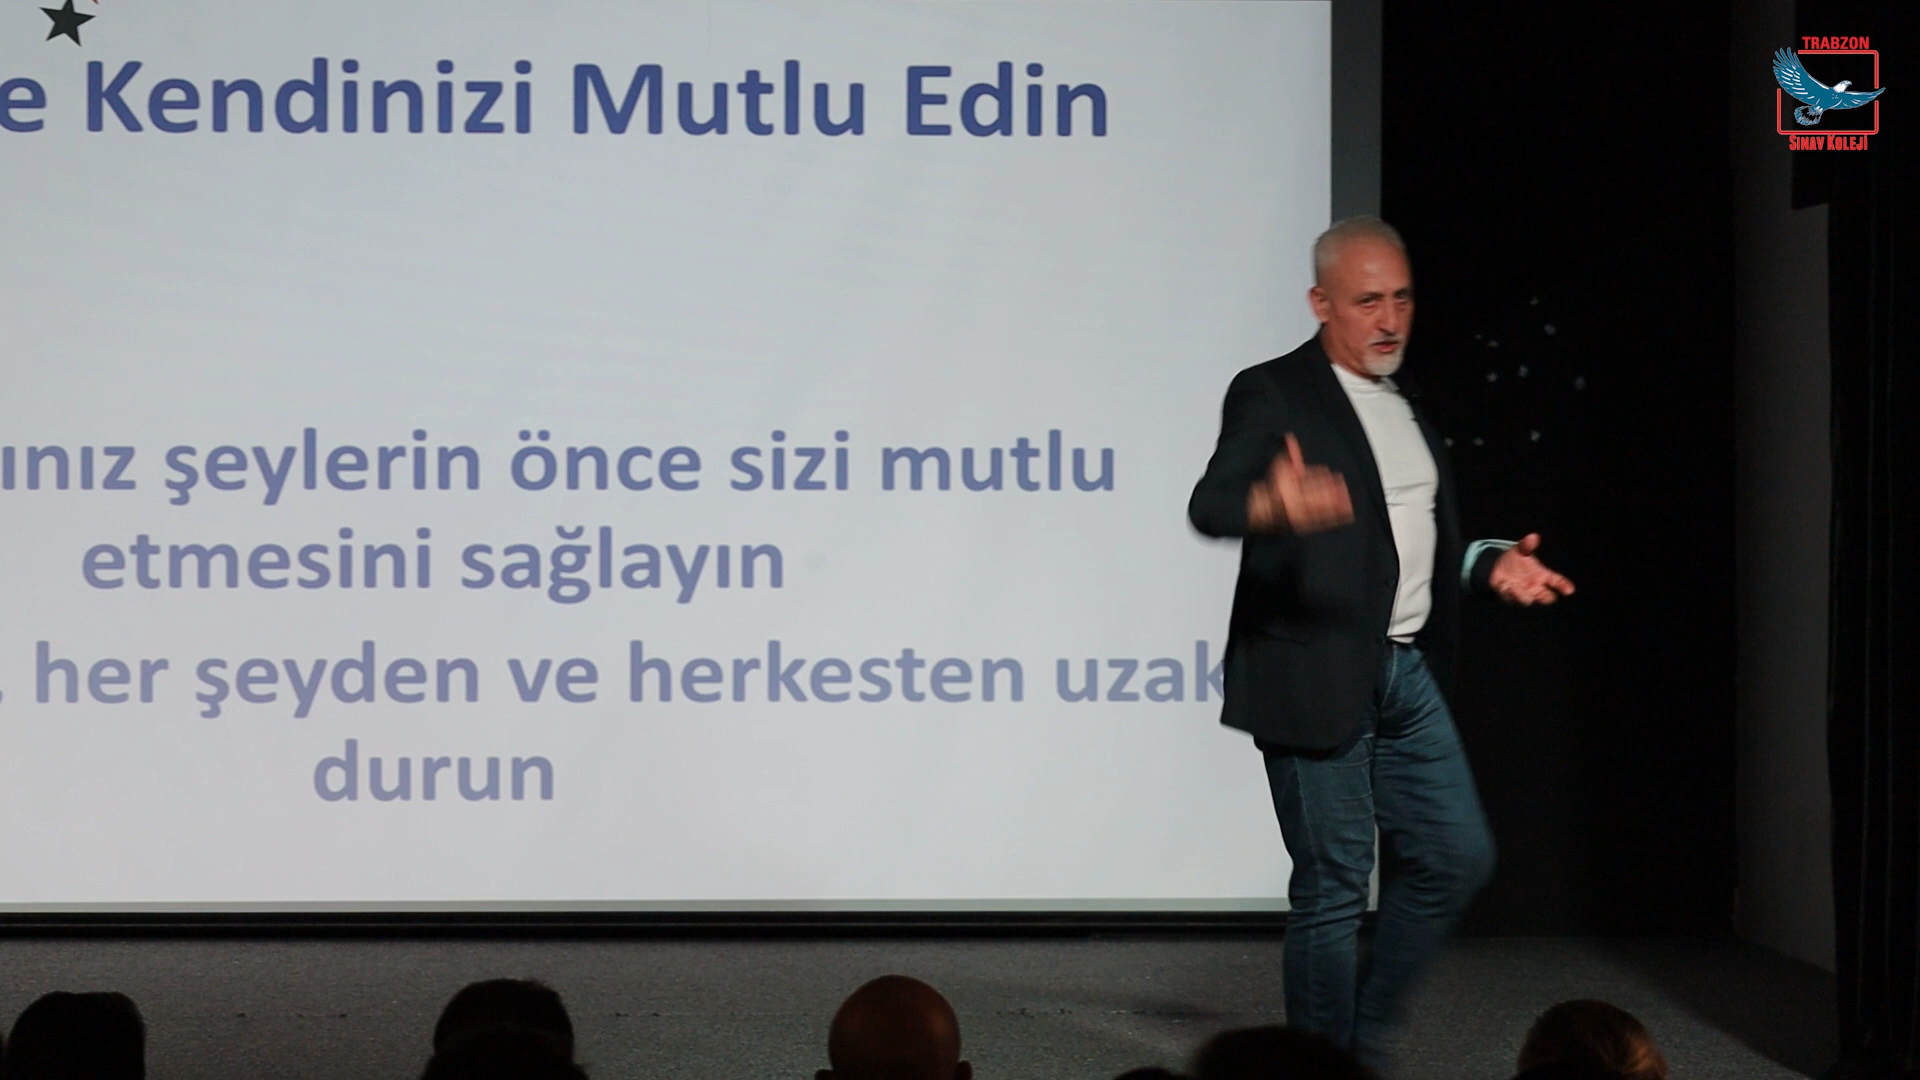 e Kendinizi Mutlu Edin
ınız şeylerin önce sizi mutlu
etmesini sağlayın
, her şeyden ve herkesten uzak
durun
TRABZON
SINAV KOLEJİ